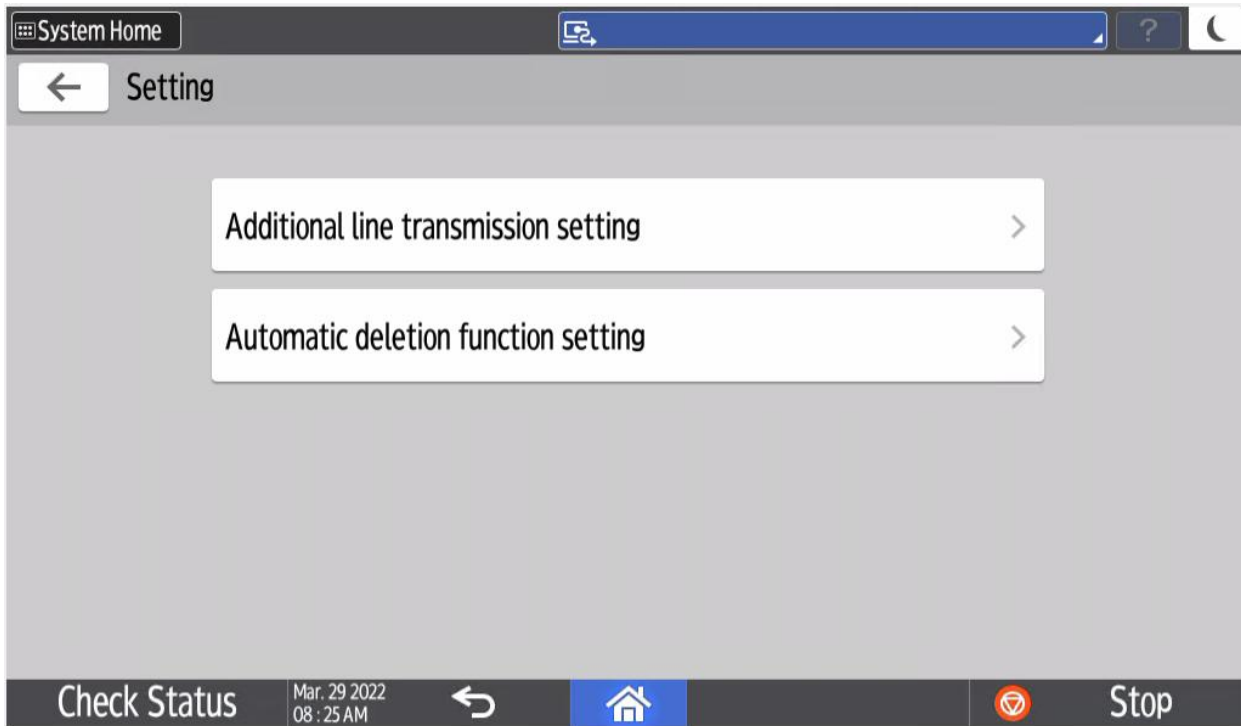 System Home
?
Setting
Additional line transmission setting
Automatic deletion function setting
Check Status
Mar. 29 2022
08 : 25 AM
Stop